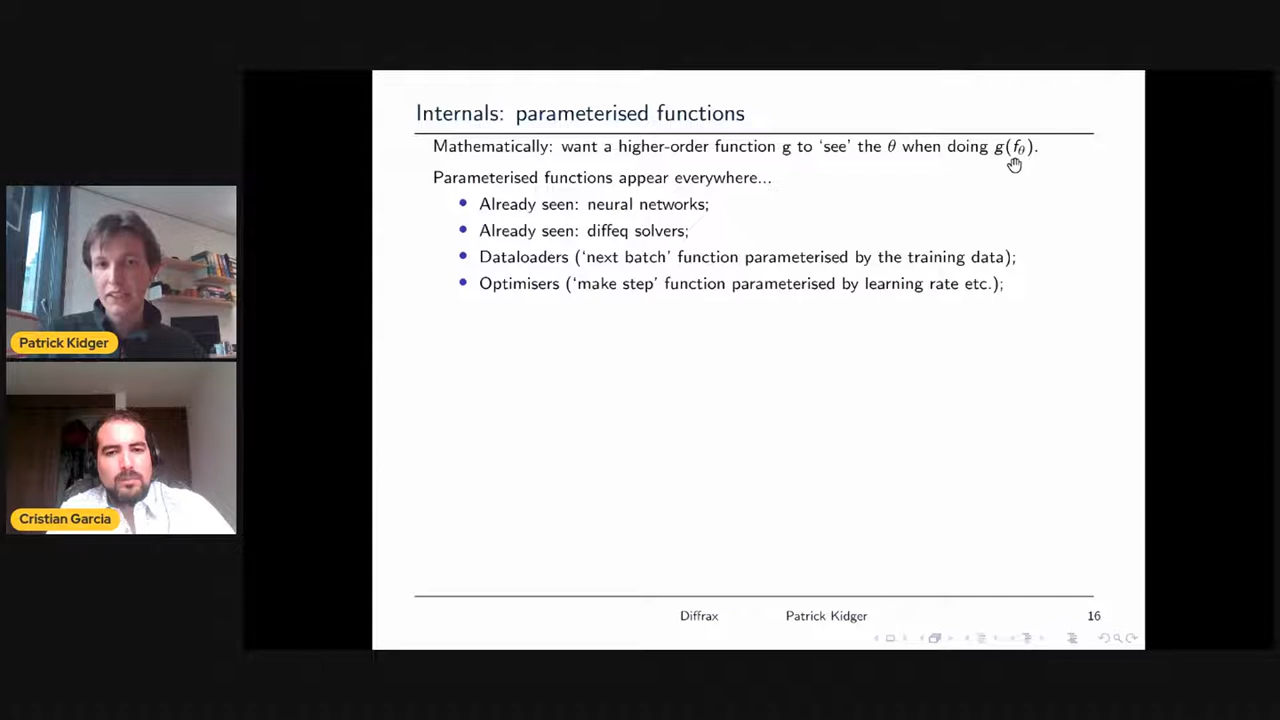 Internals: parameterised functions
Mathematically: want a higher-order function g to ‘see’ the θ when doing g(fθ).
Parameterised functions appear everywhere...
• Already seen: neural networks;
• Already seen: diffeq solvers;
• Dataloaders (‘next batch’ function parameterised by the training data);
• Optimisers (‘make step’ function parameterised by learning rate etc.);
Patrick Kidger
Cristian Garcia
Diffrax Patrick Kidger 16